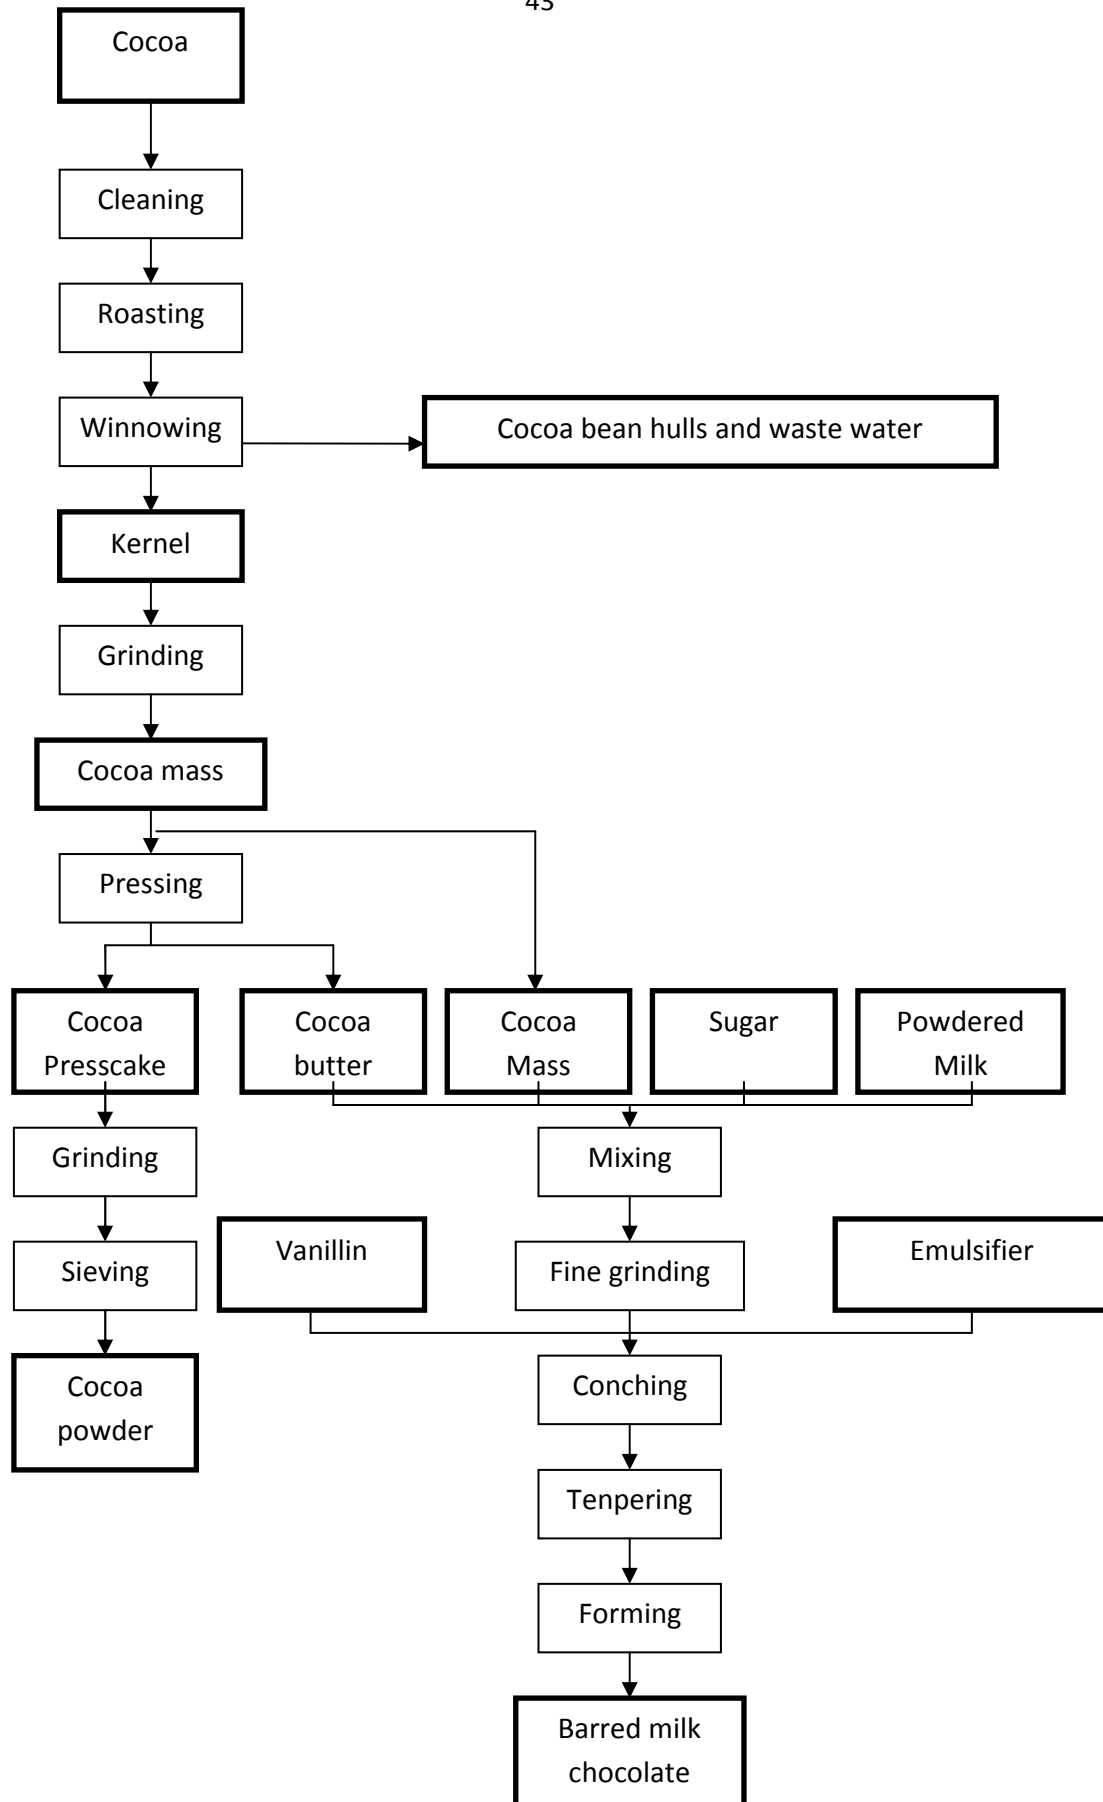 43
Cocoa
Cleaning
Roasting
Winnowing
Cocoa bean hulls and waste water
Kernel
Grinding
Cocoa mass
Pressing
Cocoa
Presscake
Cocoa
butter
Cocoa
Mass
Sugar
Powdered
Milk
Grinding
Mixing
Vanillin
Emulsifier
Sieving
Fine grinding
Cocoa
powder
Conching
Tenpering
Forming
Barred milk
chocolate